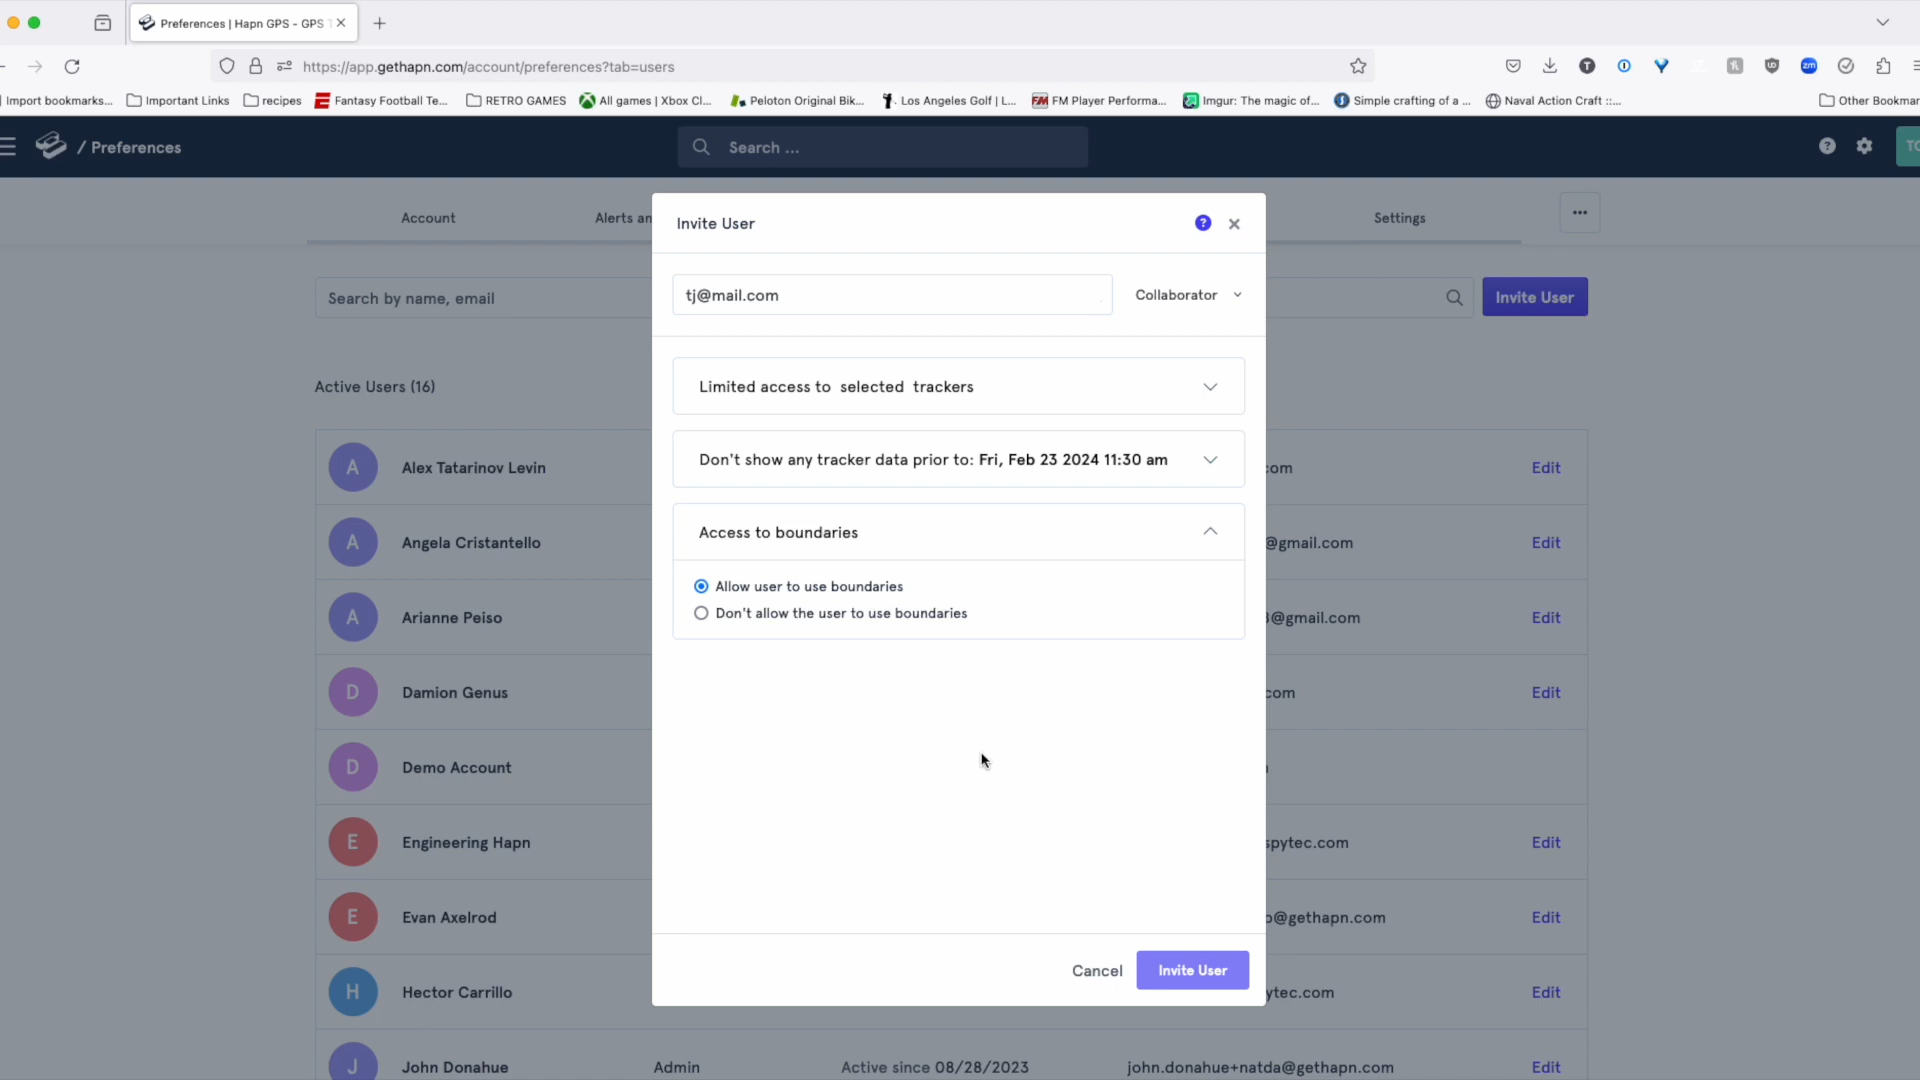 Preferences | Hapn GPS - GPS T
https://app.gethapn.com/account/preferences?tab=users
Import bookmarks...
Important Links
recipes
Fantasy Football Te...
RETRO GAMES
All games | Xbox Cl...
Peloton Original Bik...
Los Angeles Golf | L...
FM Player Performa...
Imgur: The magic of...
Simple crafting of a ...
Naval Action Craft ::...
Other Bookmar
/ Preferences
Search ...
TC
Account
Alerts an
Settings
Search by name, email
Invite User
Active Users (16)
Invite User
tj@mail.com
Collaborator
Limited access to selected trackers
Don't show any tracker data prior to: Fri, Feb 23 2024 11:30 am
Access to boundaries
Allow user to use boundaries
Don't allow the user to use boundaries
Cancel
Invite User
A Alex Tatarinov Levin com Edit
A Angela Cristantello @gmail.com Edit
A Arianne Peiso @gmail.com Edit
D Damion Genus com Edit
D Demo Account
E Engineering Hapn spytec.com Edit
E Evan Axelrod @gethapn.com Edit
H Hector Carrillo ytec.com Edit
J John Donahue Admin Active since 08/28/2023 john.donahue+natda@gethapn.com Edit